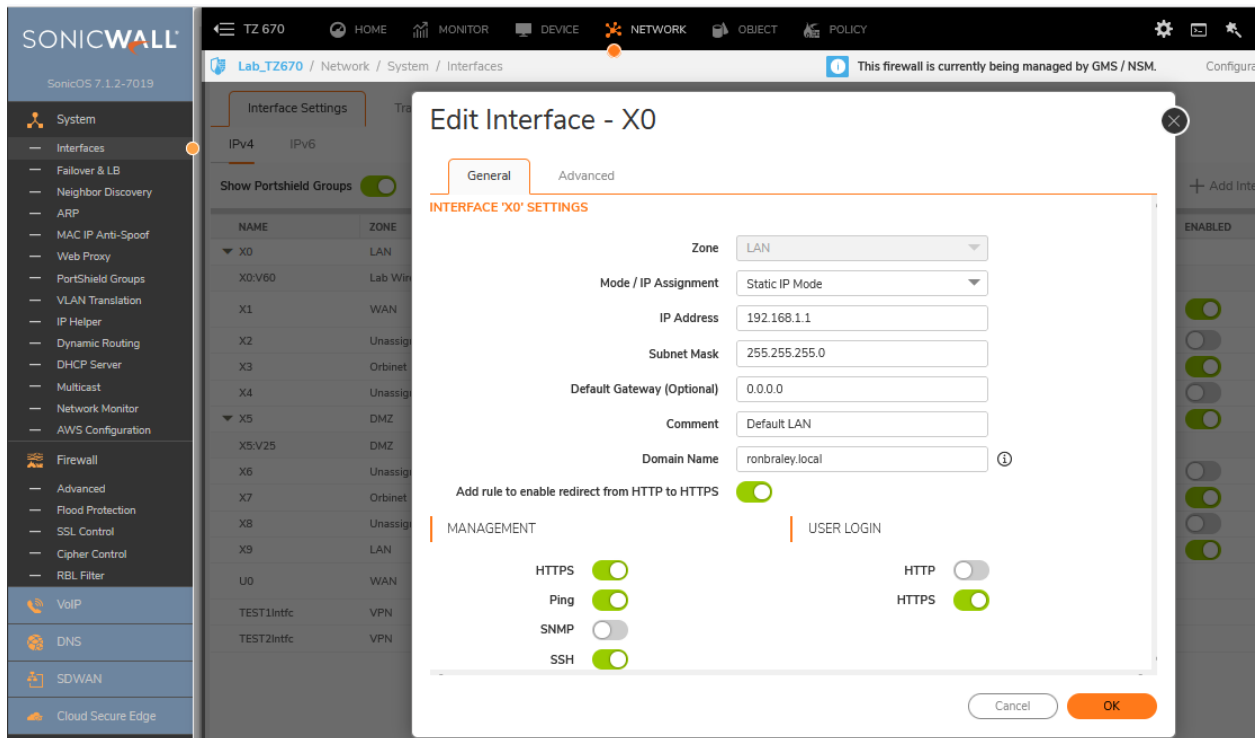 SONICWALL
SonicOS 7.1.2-7019
TZ 670
HOME
MONITOR
DEVICE
NETWORK
OBJECT
POLICY
Lab_TZ670 / Network / System / Interfaces
This firewall is currently being managed by GMS / NSM.
System
Interfaces
Failover & LB
Neighbor Discovery
ARP
MAC IP Anti-Spoof
Web Proxy
PortShield Groups
VLAN Translation
IP Helper
Dynamic Routing
DHCP Server
Multicast
Network Monitor
AWS Configuration
Firewall
Advanced
Flood Protection
SSL Control
Cipher Control
RBL Filter
VoIP
DNS
SDWAN
Cloud Secure Edge
Interface Settings
IPv4
IPv6
Show Portshield Groups
NAME ZONE ENABLED
X0 LAN
X0:V60 Lab
X1 WAN
X2
X3 Orbinet
X4
X5 DMZ
X5:V25 DMZ
X6
X7 Orbinet
X8
X9 LAN
U0 WAN
TEST1Intfc VPN
TEST2Intfc VPN
Add
Edit Interface - X0
General
Advanced
INTERFACE 'X0' SETTINGS
Zone LAN
Mode / IP Assignment Static IP Mode
IP Address 192.168.1.1
Subnet Mask 255.255.255.0
Default Gateway (Optional) 0.0.0.0
Comment Default LAN
Domain Name ronbraley.local
Add rule to enable redirect from HTTP to HTTPS
MANAGEMENT
HTTPS
Ping
SNMP
SSH
USER LOGIN
HTTP
HTTPS
Cancel
OK